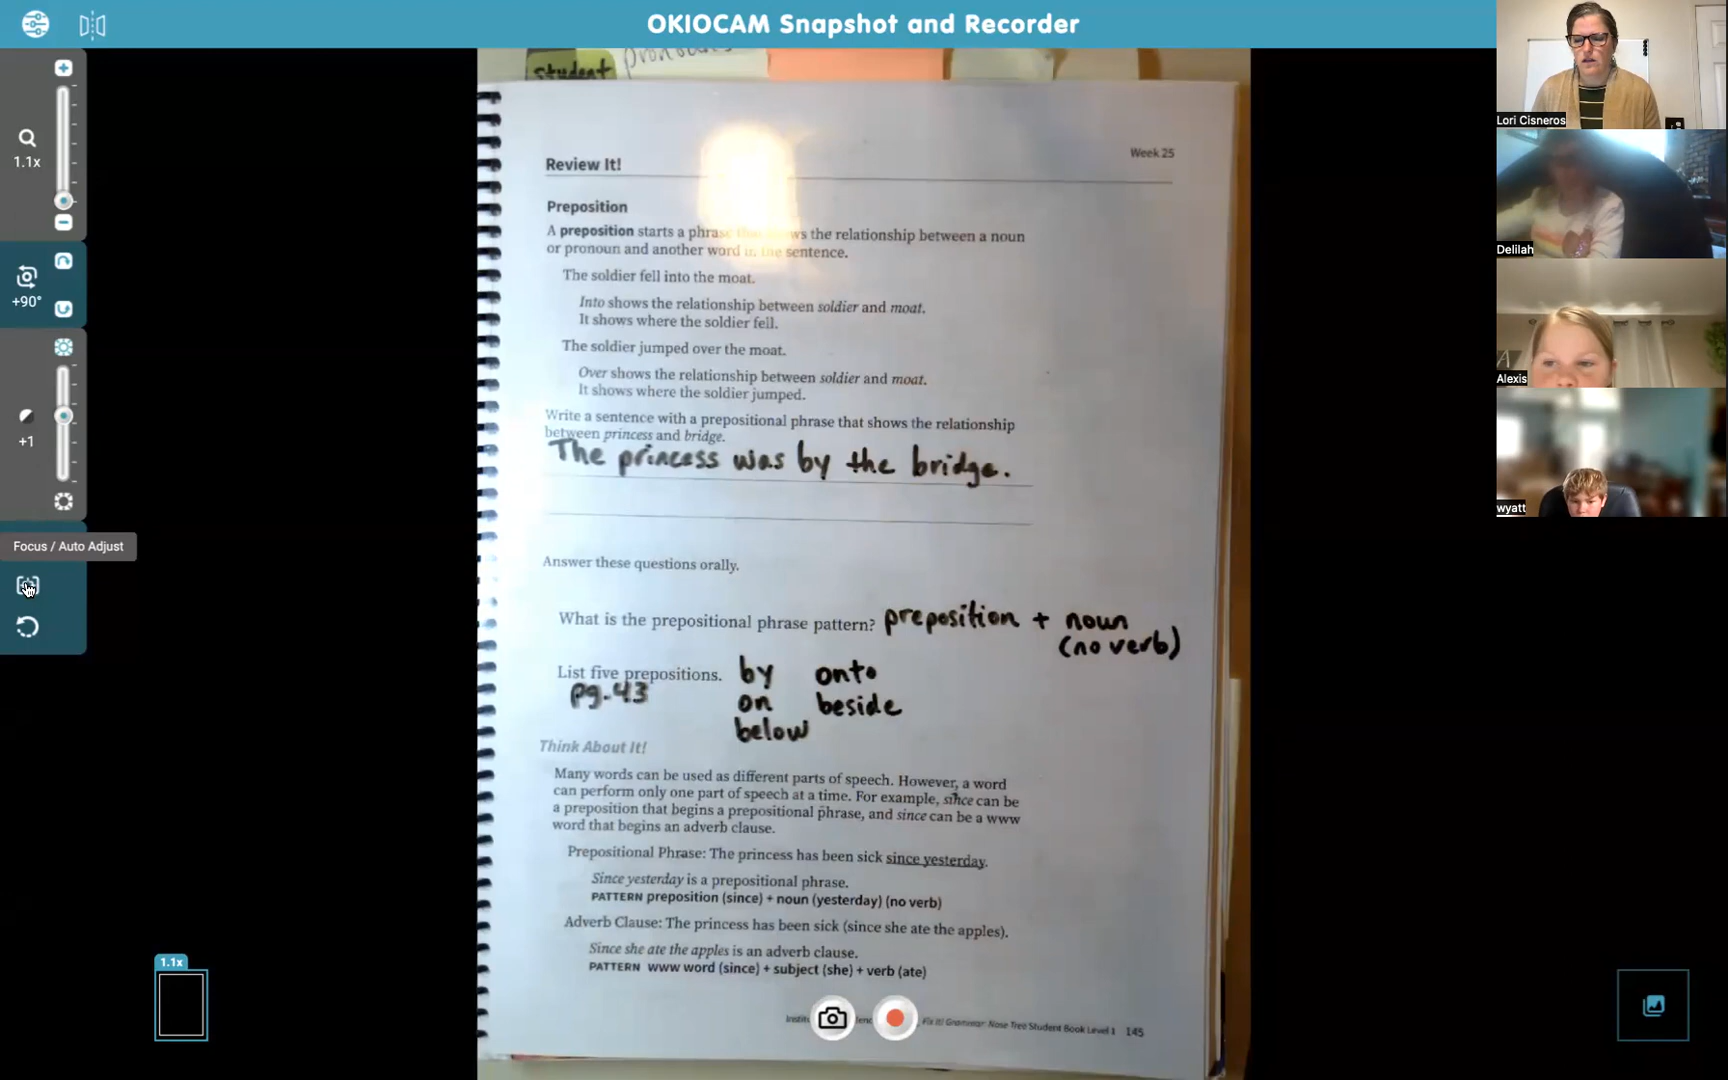 OKIOCAM Snapshot and Recorder
1.1x
+90°
+1
Focus / Auto Adjust
1.1x
student
Week 25
Review It!
Preposition
A preposition starts a phrase that shows the relationship between a noun
or pronoun and another word in the sentence.
The soldier fell into the moat.
Into shows the relationship between soldier and moat.
It shows where the soldier fell.
The soldier jumped over the moat.
Over shows the relationship between soldier and moat.
It shows where the soldier jumped.
Write a sentence with a prepositional phrase that shows the relationship
between princess and bridge.
The princess was by the bridge.
Answer these questions orally.
What is the prepositional phrase pattern? preposition + noun
(no verb)
List five prepositions. by onto
pg.43 on beside
below
Think About It!
Many words can be used as different parts of speech. However, a word
can perform only one part of speech at a time. For example, since can be
a preposition that begins a prepositional phrase, and since can be a www
word that begins an adverb clause.
Prepositional Phrase: The princess has been sick since yesterday.
Since yesterday is a prepositional phrase.
PATTERN preposition (since) + noun (yesterday) (no verb)
Adverb Clause: The princess has been sick (since she ate the apples).
Since she ate the apples is an adverb clause.
PATTERN www word (since) + subject (she) + verb (ate)
Fix It! Grammar: Nose Tree Student Book Level 1 145
Lori Cisneros
Delilah
Alexis
wyatt